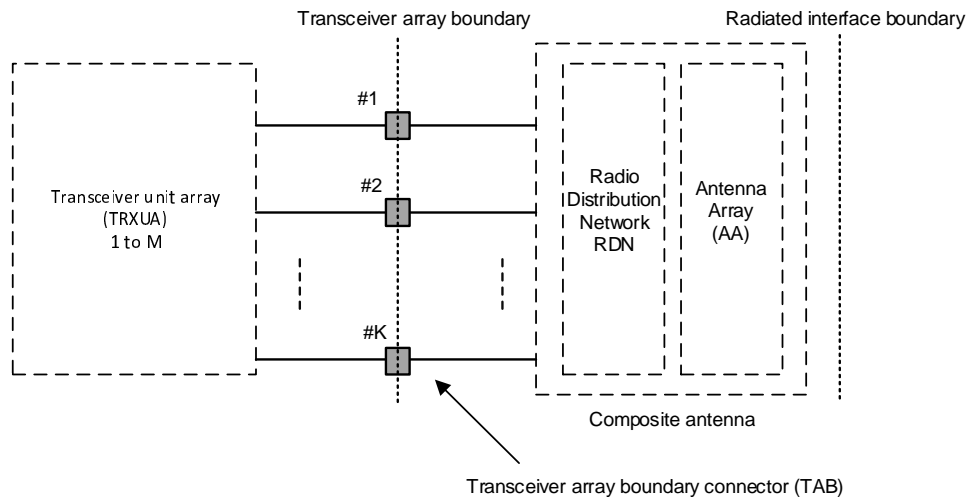 Transceiver array boundary
Radiated interface boundary
#1
#2
#K
Transceiver unit array
(TRXUA)
1 to M
Radio
Distribution
Network
RDN
Antenna
Array
(AA)
Composite antenna
Transceiver array boundary connector (TAB)